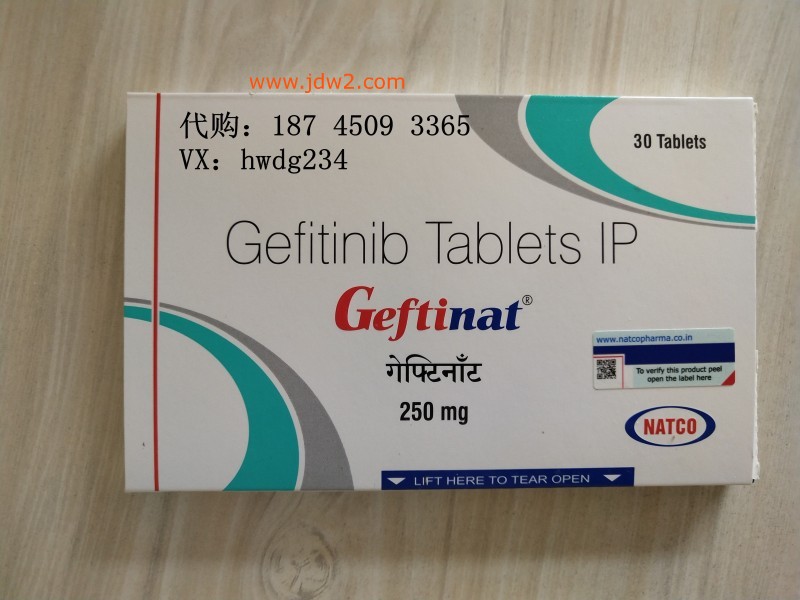 www.jdw2.com
代购：187 4509 3365
VX：hwdg234
30 Tablets
Gefitinib Tablets IP
Geftinat®
गेफ्टिनाँट
250 mg
www.natcopharma.co.in
To verify this product peel
open the label here
NATCO
LIFT HERE TO TEAR OPEN